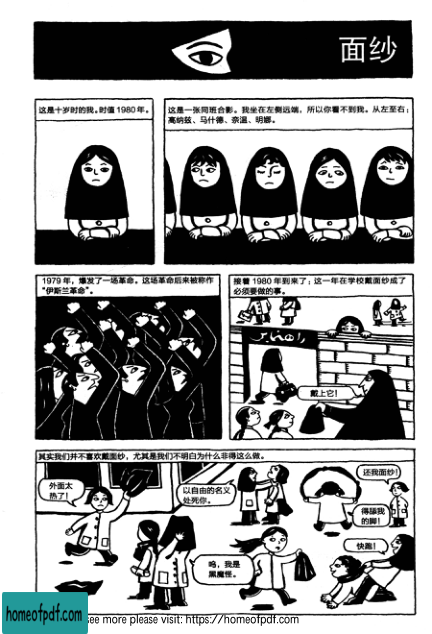 面纱
这是十岁时的我。时值1980年。
这是一张同班合影。我坐在左侧远端，所以你看不到我。从左至右：
高纳兹、马什德、奈温、明娜。
1979年，爆发了一场革命。这场革命后来被称作
“伊斯兰革命”。
接着1980年到来了；这一年在学校戴面纱成了
必须要做的事。
戴上它！
其实我们并不喜欢戴面纱，尤其是我们不明白为什么非得这么做。
外面太
热了！
以自由的名义
处死你。
还我面纱！
得舔我
的脚！
呜，我是
黑魔怪。
快跑！
homeofpdf.com
see more please visit: https://homeofpdf.com